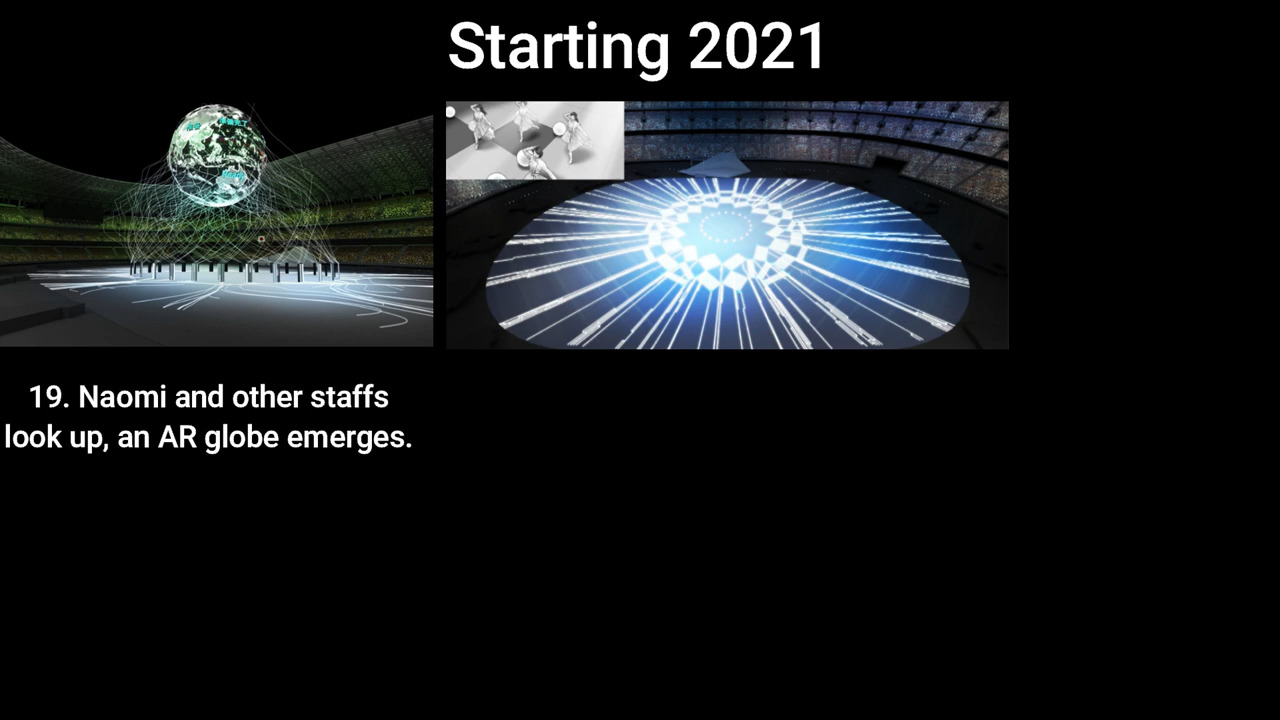 Starting 2021
19. Naomi and other staffs
look up, an AR globe emerges.